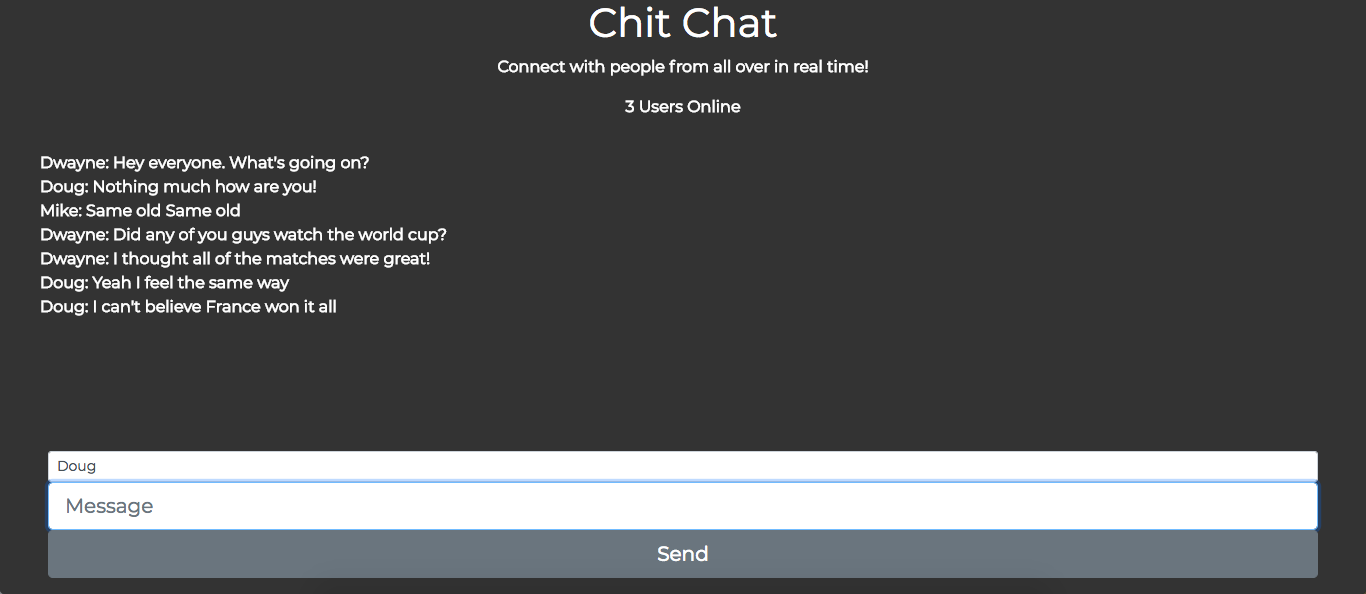 Chit Chat
Connect with people from all over in real time!
3 Users Online
Dwayne: Hey everyone. What's going on?
Doug: Nothing much how are you!
Mike: Same old Same old
Dwayne: Did any of you guys watch the world cup?
Dwayne: I thought all of the matches were great!
Doug: Yeah I feel the same way
Doug: I can't believe France won it all
Doug
Message
Send